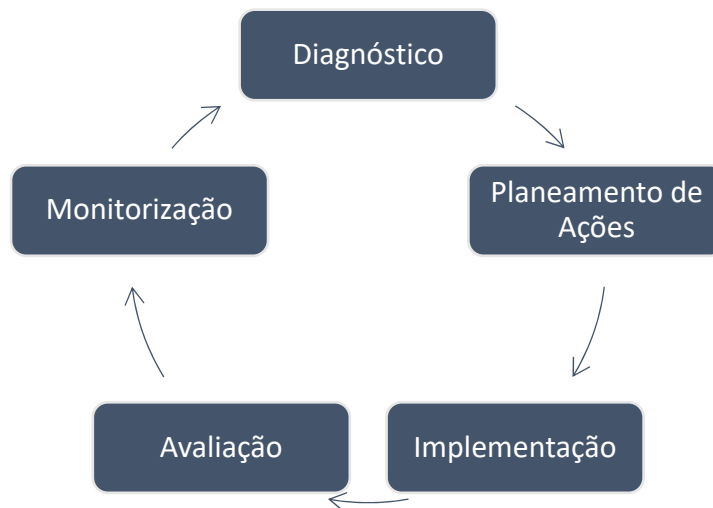 Diagnóstico
Planeamento de
Ações
Implementação
Avaliação
Monitorização